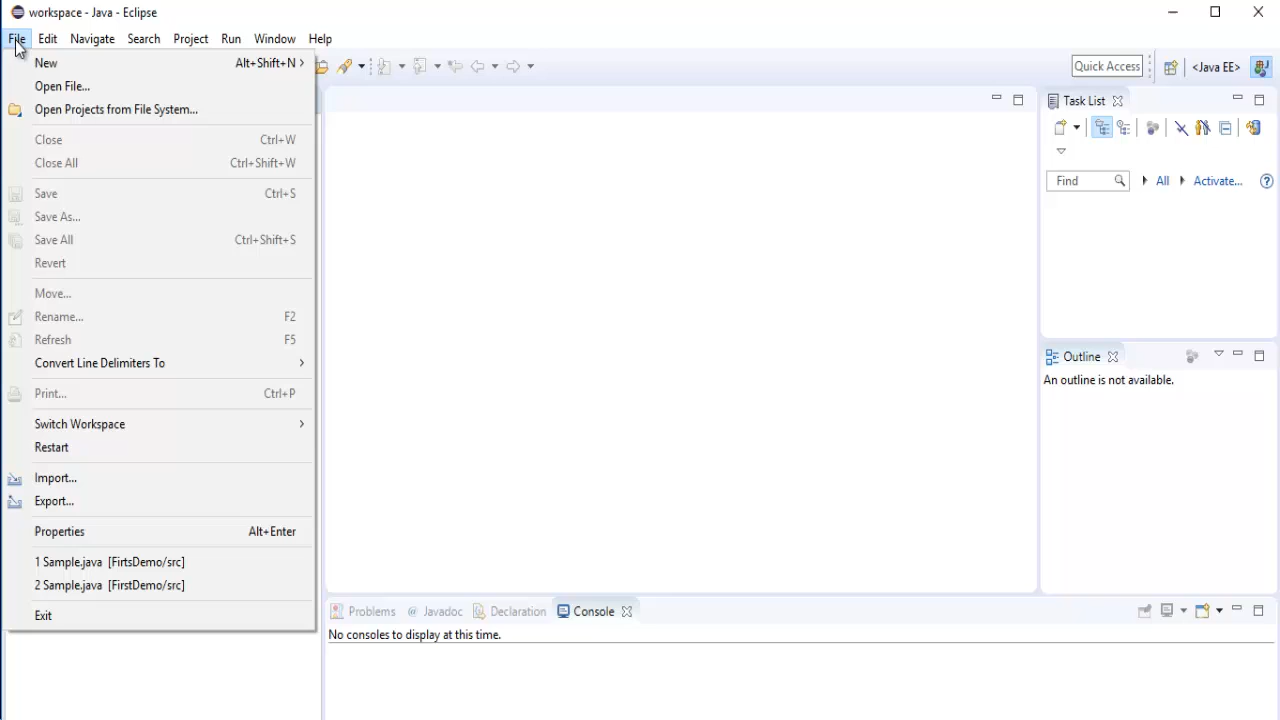 workspace - Java - Eclipse
File Edit Navigate Search Project Run Window Help
New Alt+Shift+N
Open File...
Open Projects from File System...
Close Ctrl+W
Close All Ctrl+Shift+W
Save Ctrl+S
Save As...
Save All Ctrl+Shift+S
Revert
Move...
Rename... F2
Refresh F5
Convert Line Delimiters To
Print... Ctrl+P
Switch Workspace
Restart
Import...
Export...
Properties Alt+Enter
1 Sample.java [FirtsDemo/src]
2 Sample.java [FirstDemo/src]
Exit
Quick Access <Java EE>
Task List
Find All Activate...
Outline
An outline is not available.
Problems @ Javadoc Declaration Console
No consoles to display at this time.